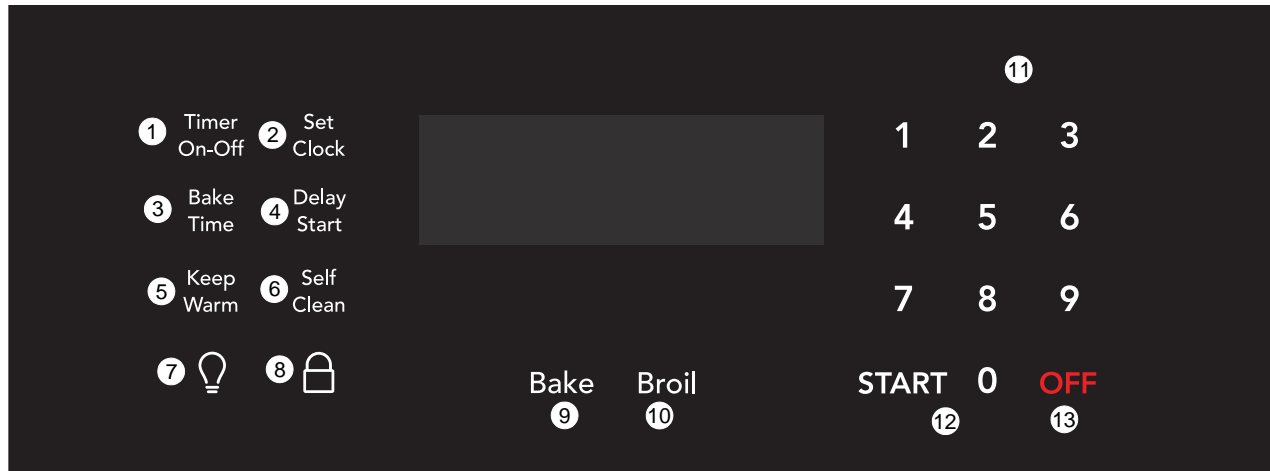 11
1 Timer On-Off
2 Set Clock
1 2 3
3 Bake Time
4 Delay Start
4 5 6
5 Keep Warm
6 Self Clean
7 8 9
7
8
Bake Broil
START 0 OFF
9 10
12 13